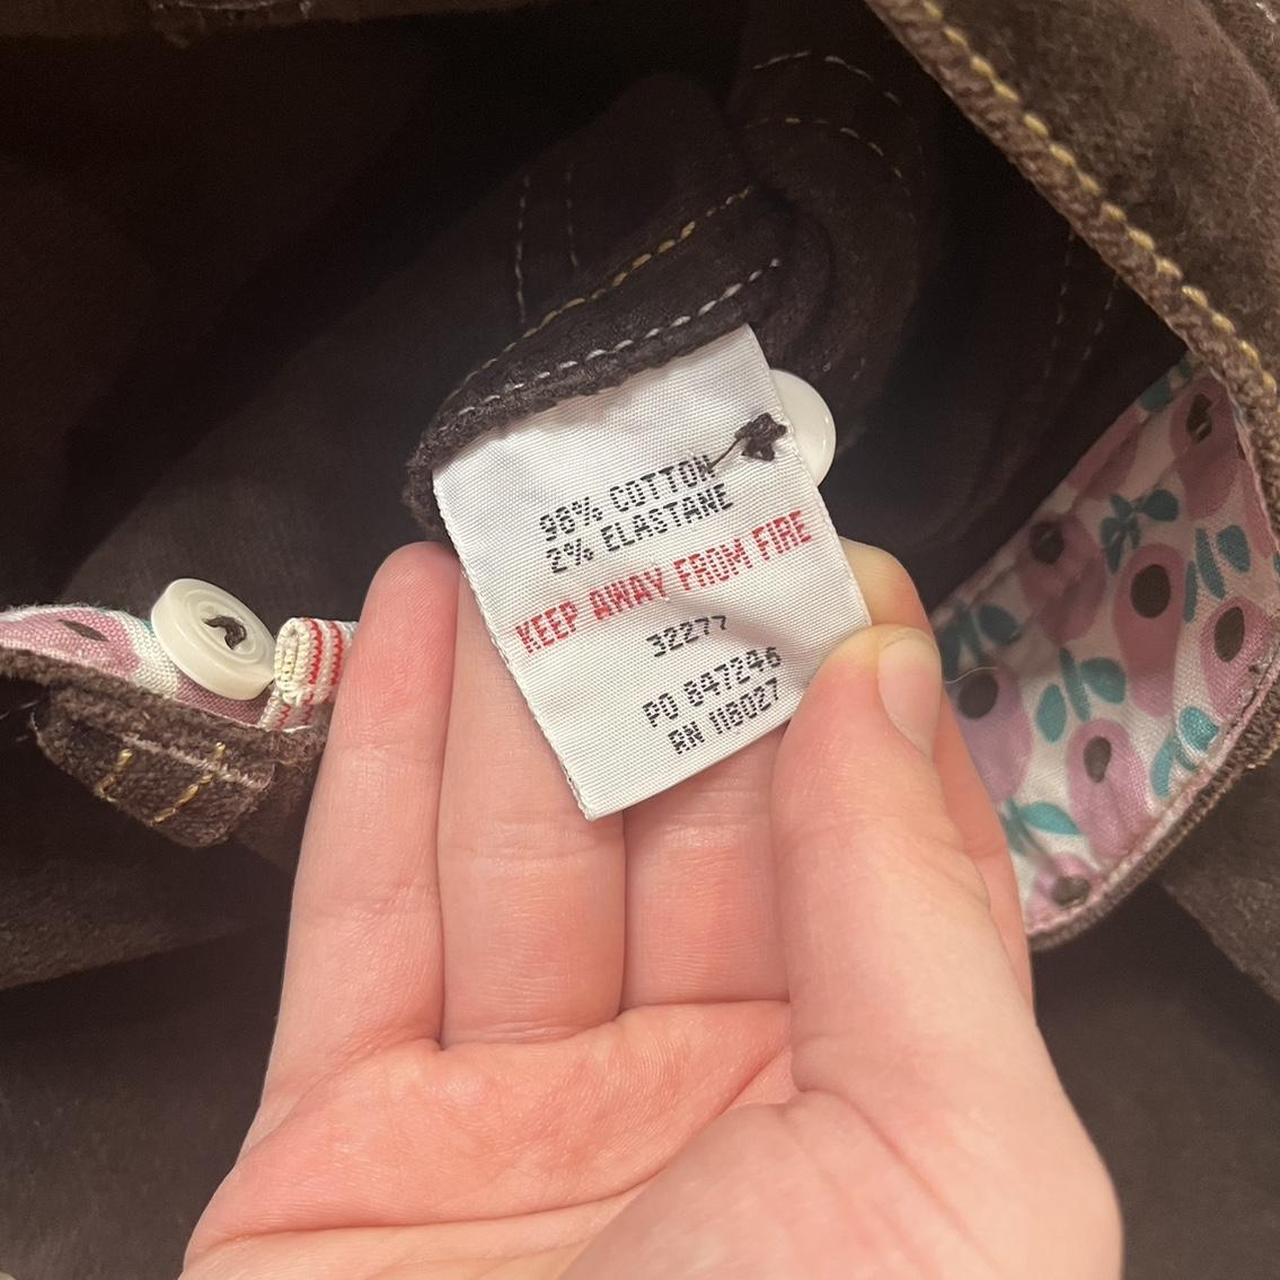 98% COTTON
2% ELASTANE
KEEP AWAY FROM FIRE
32277
PO 847246
RN 118027